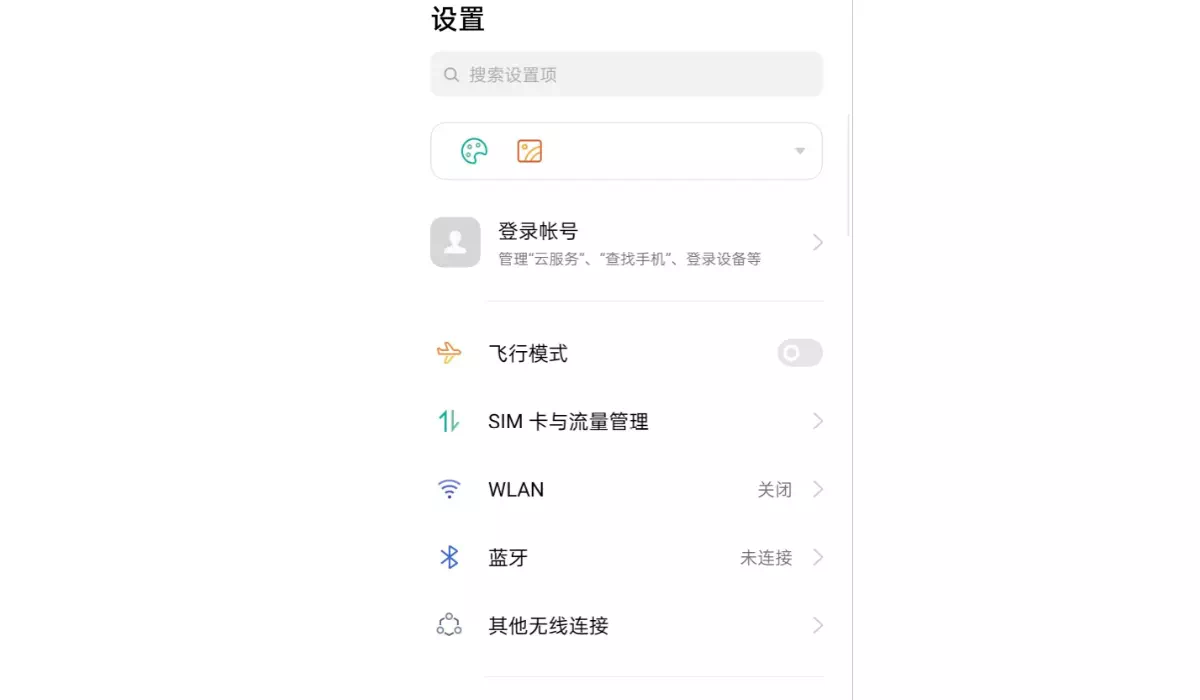 设置
搜索设置项
登录帐号
管理“云服务“、“查找手机”、登录设备等
飞行模式
SIM 卡与流量管理
WLAN 关闭
蓝牙 未连接
其他无线连接